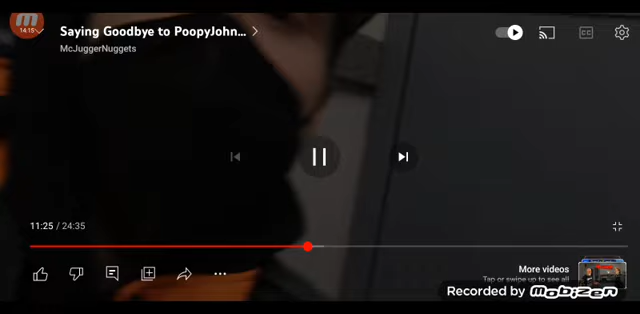 14:15
Saying Goodbye to PoopyJohn...
McJuggerNuggets
CC
11:25 / 24:35
More videos
Tap or swipe up to see all
Recorded by mobizen